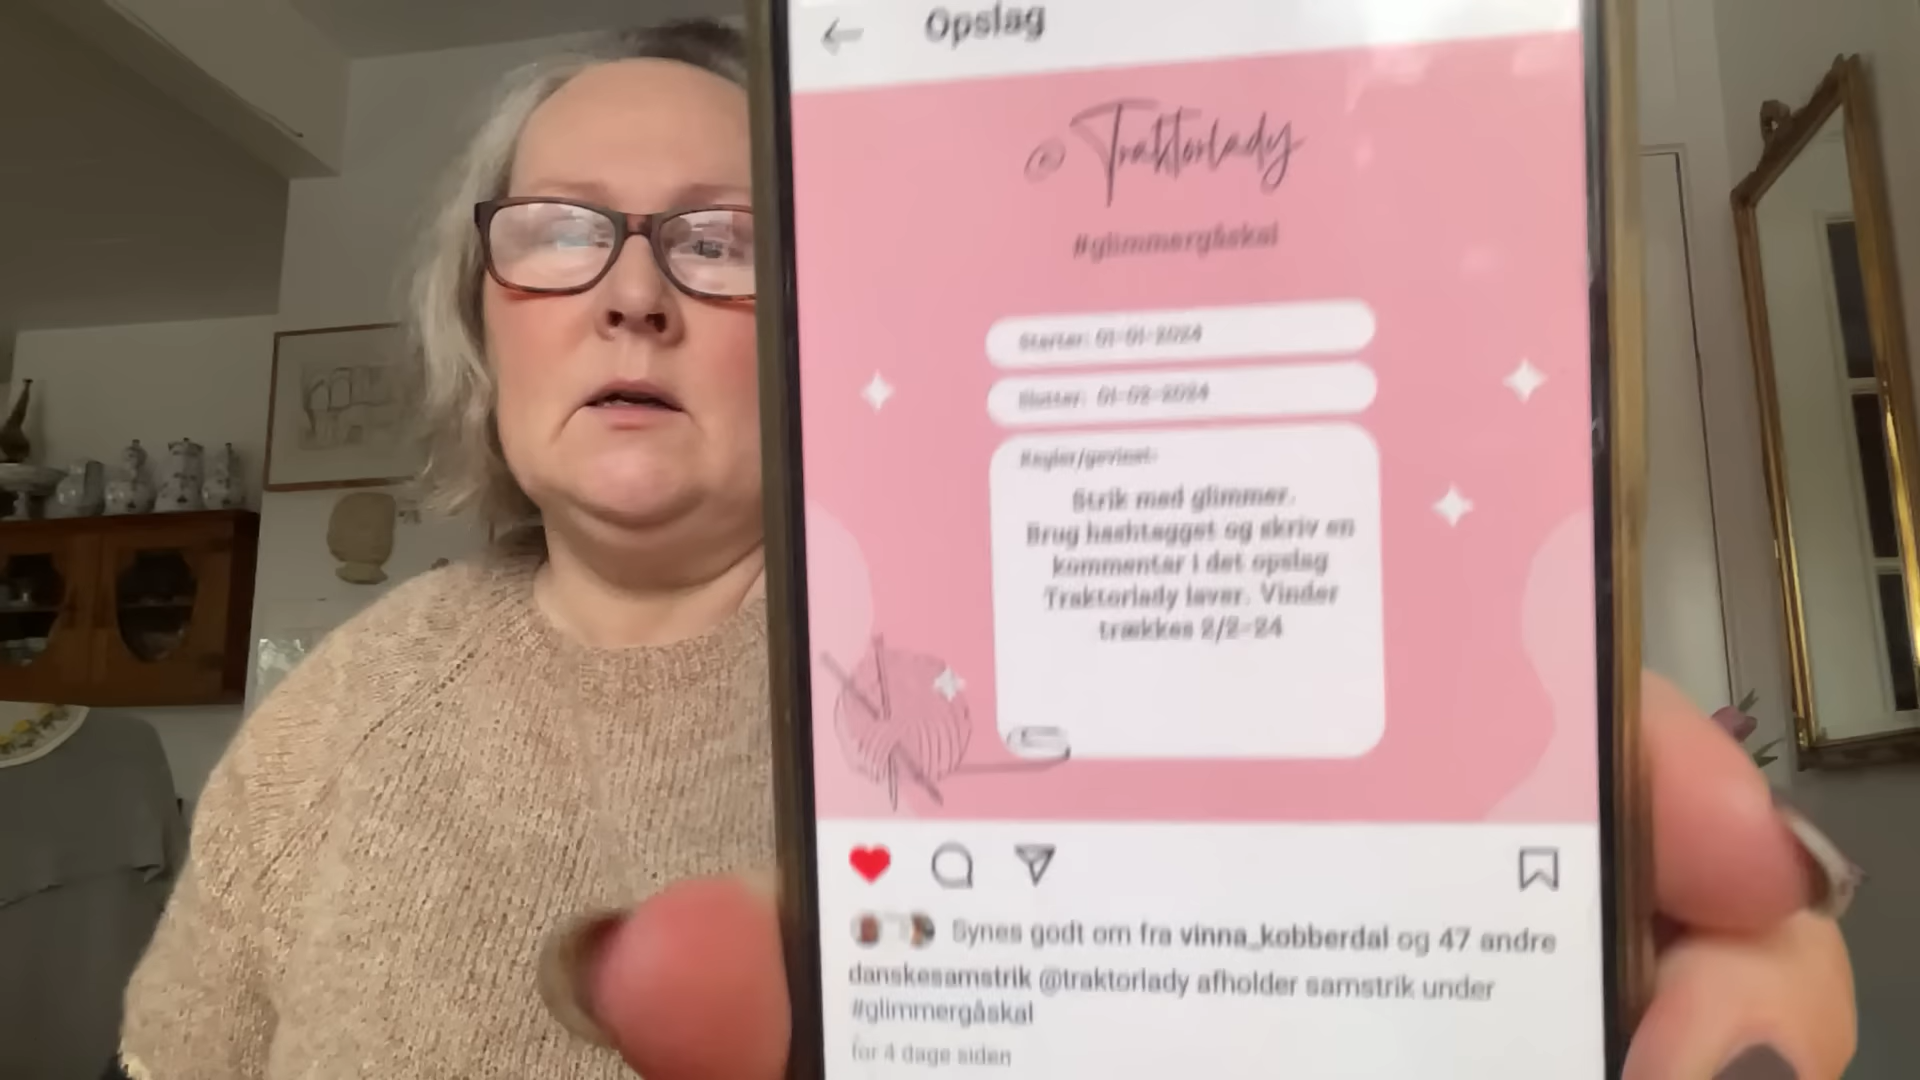 Opslag
@Traktorlady
#glimmergåskal
Starter: 01-01-2024
Slutter: 01-02-2024
Regler/gevinst:
Strik med glimmer.
Brug hashtagget og skriv en
kommentar i det opslag
Traktorlady laver. Vinder
trækkes 2/2-24
Synes godt om fra vinna_kobberdal og 47 andre
danskesamstrik @traktorlady afholder samstrik under
#glimmergåskal
for 4 dage siden